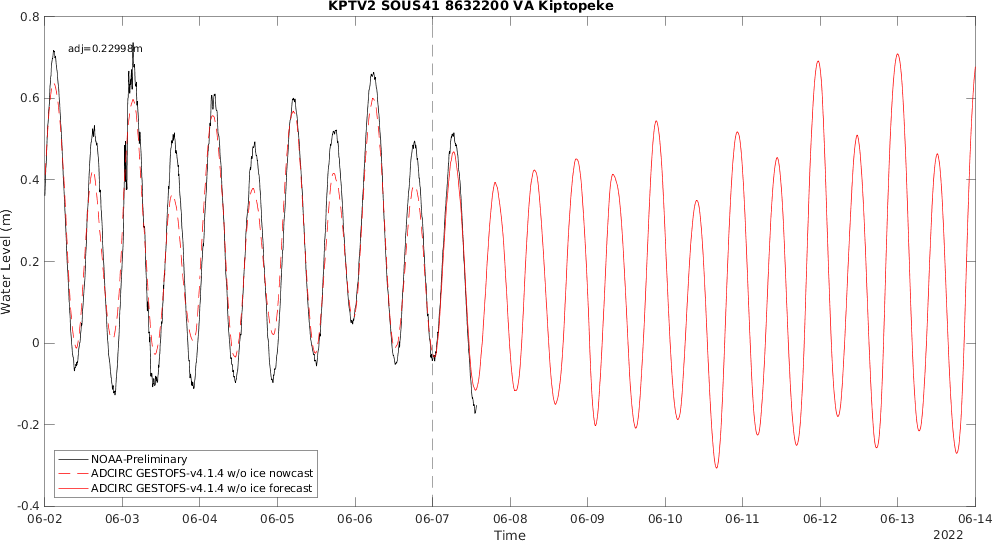 KPTV2 SOUS41 8632200 VA Kiptopeke
adj=0.22998m
0.8
0.6
0.4
0.2
0
-0.2
-0.4
Water Level (m)
NOAA-Preliminary
ADCIRC GESTOFS-v4.1.4 w/o ice nowcast
ADCIRC GESTOFS-v4.1.4 w/o ice forecast
06-02 06-03 06-04 06-05 06-06 06-07 06-08 06-09 06-10 06-11 06-12 06-13 06-14
Time
2022